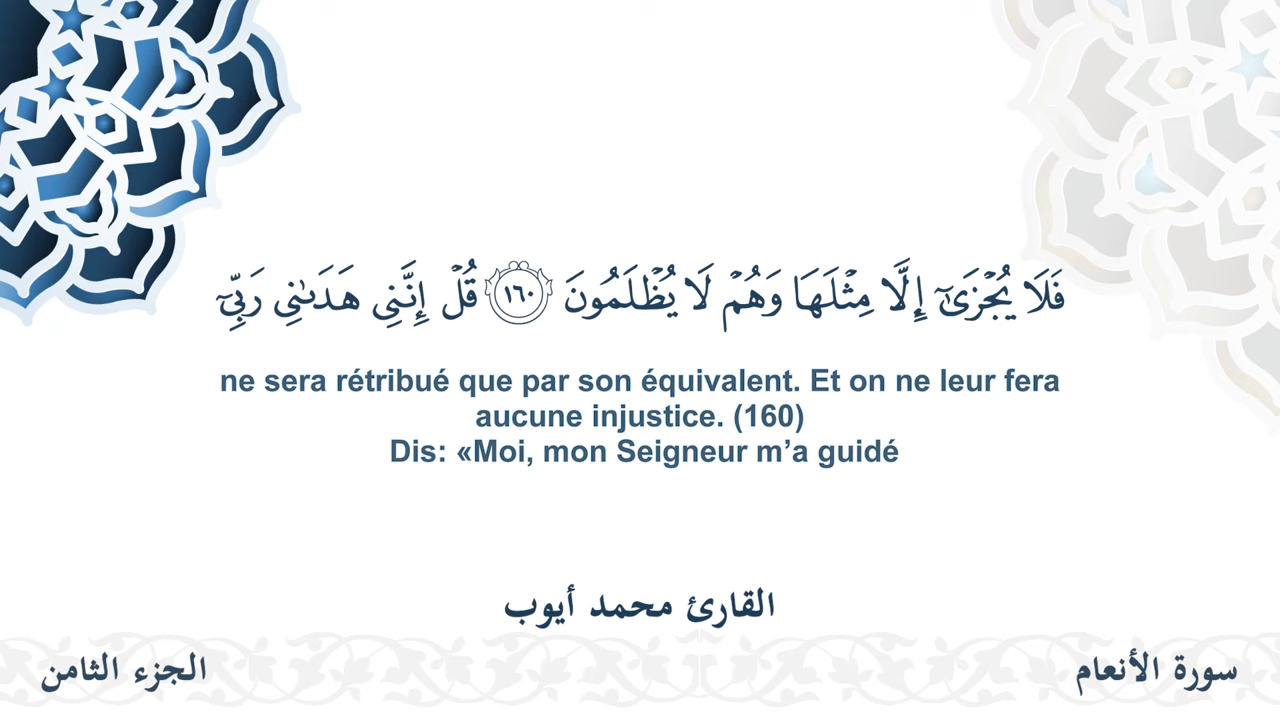 فَلَا يُجْزَىٰٓ إِلَّا مِثْلَهَا وَهُمْ لَا يُظْلَمُونَ ١٦٠ قُلْ إِنَّنِى هَدَىٰنِى رَبِّىٓ
ne sera rétribué que par son équivalent. Et on ne leur fera
aucune injustice. (160)
Dis: «Moi, mon Seigneur m’a guidé
القارئ محمد أيوب
سورة الأنعام
الجزء الثامن